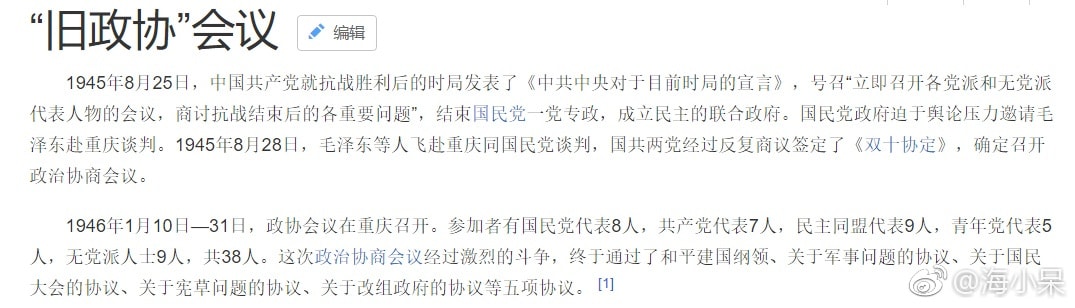 “旧政协”会议 编辑
1945年8月25日，中国共产党就抗战胜利后的时局发表了《中共中央对于目前时局的宣言》，号召“立即召开各党派和无党派
代表人物的会议，商讨抗战结束后的各重要问题”，结束国民党一党专政，成立民主的联合政府。国民党政府迫于舆论压力邀请毛
泽东赴重庆谈判。1945年8月28日，毛泽东等人飞赴重庆同国民党谈判，国共两党经过反复商议签定了《双十协定》，确定召开
政治协商会议。
1946年1月10日—31日，政协会议在重庆召开。参加者有国民党代表8人，共产党代表7人，民主同盟代表9人，青年党代表5
人，无党派人士9人，共38人。这次政治协商会议经过激烈的斗争，终于通过了和平建国纲领、关于军事问题的协议、关于国民
大会的协议、关于宪草问题的协议、关于改组政府的协议等五项协议。 [1]
@海小呆